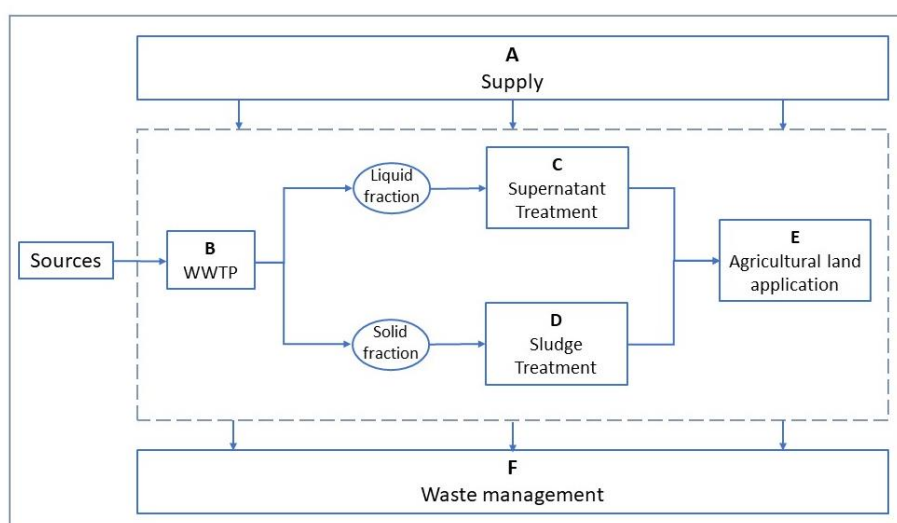 A
Supply
Liquid
fraction
C
Supernatant
Treatment
Sources
B
WWTP
E
Agricultural land
application
Solid
fraction
D
Sludge
Treatment
F
Waste management